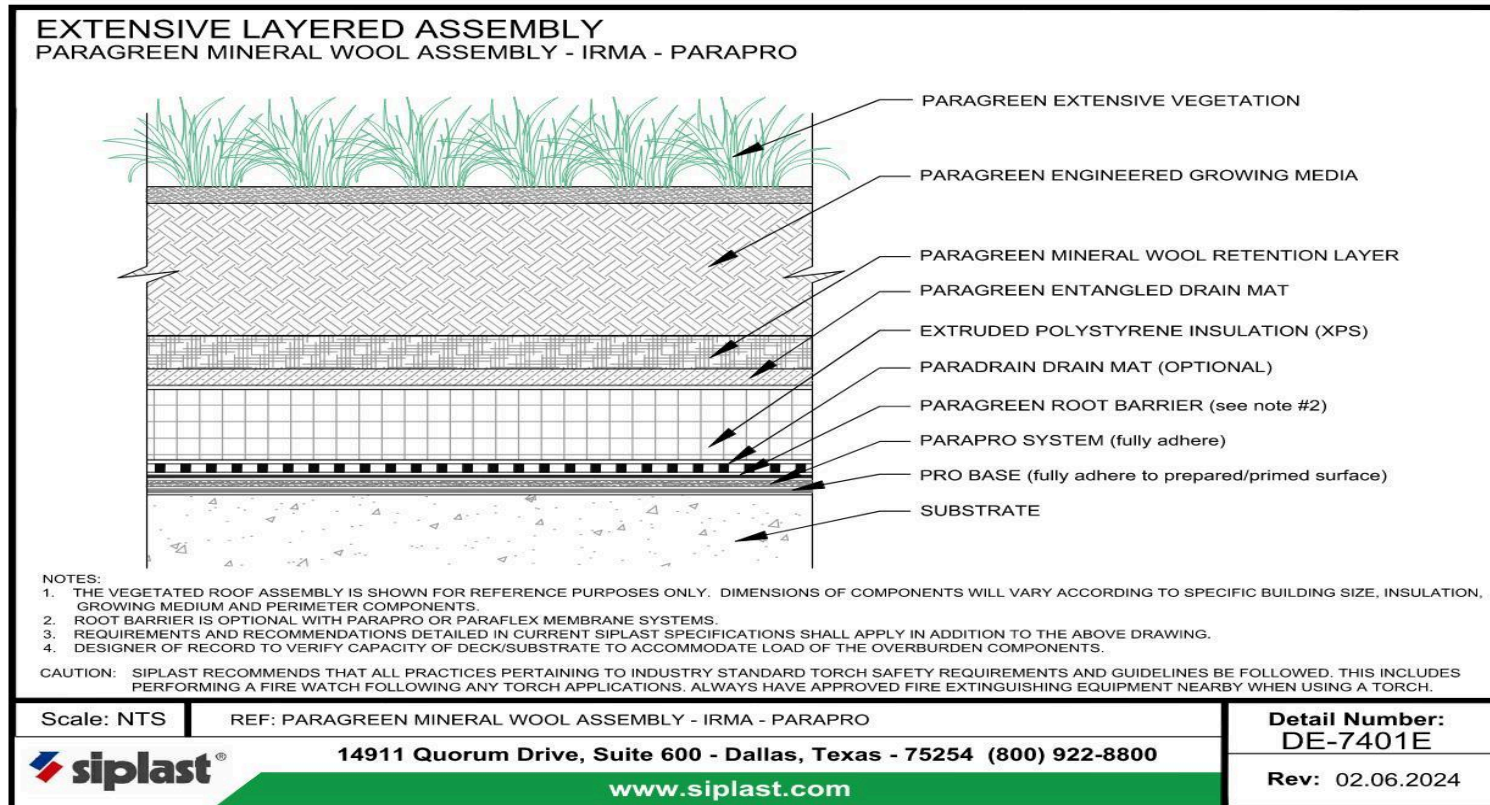 EXTENSIVE LAYERED ASSEMBLY
PARAGREEN MINERAL WOOL ASSEMBLY - IRMA - PARAPRO
PARAGREEN EXTENSIVE VEGETATION
PARAGREEN ENGINEERED GROWING MEDIA
PARAGREEN MINERAL WOOL RETENTION LAYER
PARAGREEN ENTANGLED DRAIN MAT
EXTRUDED POLYSTYRENE INSULATION (XPS)
PARADRAIN DRAIN MAT (OPTIONAL)
PARAGREEN ROOT BARRIER (see note #2)
PARAPRO SYSTEM (fully adhere)
PRO BASE (fully adhere to prepared/primed surface)
SUBSTRATE
NOTES:
1. THE VEGETATED ROOF ASSEMBLY IS SHOWN FOR REFERENCE PURPOSES ONLY. DIMENSIONS OF COMPONENTS WILL VARY ACCORDING TO SPECIFIC BUILDING SIZE, INSULATION,
GROWING MEDIUM AND PERIMETER COMPONENTS.
2. ROOT BARRIER IS OPTIONAL WITH PARAPRO OR PARAFLEX MEMBRANE SYSTEMS.
3. REQUIREMENTS AND RECOMMENDATIONS DETAILED IN CURRENT SIPLAST SPECIFICATIONS SHALL APPLY IN ADDITION TO THE ABOVE DRAWING.
4. DESIGNER OF RECORD TO VERIFY CAPACITY OF DECK/SUBSTRATE TO ACCOMMODATE LOAD OF THE OVERBURDEN COMPONENTS.
CAUTION: SIPLAST RECOMMENDS THAT ALL PRACTICES PERTAINING TO INDUSTRY STANDARD TORCH SAFETY REQUIREMENTS AND GUIDELINES BE FOLLOWED. THIS INCLUDES
PERFORMING A FIRE WATCH FOLLOWING ANY TORCH APPLICATIONS. ALWAYS HAVE APPROVED FIRE EXTINGUISHING EQUIPMENT NEARBY WHEN USING A TORCH.
Scale: NTS
REF: PARAGREEN MINERAL WOOL ASSEMBLY - IRMA - PARAPRO
Detail Number:
DE-7401E
siplast®
14911 Quorum Drive, Suite 600 - Dallas, Texas - 75254 (800) 922-8800
www.siplast.com
Rev: 02.06.2024